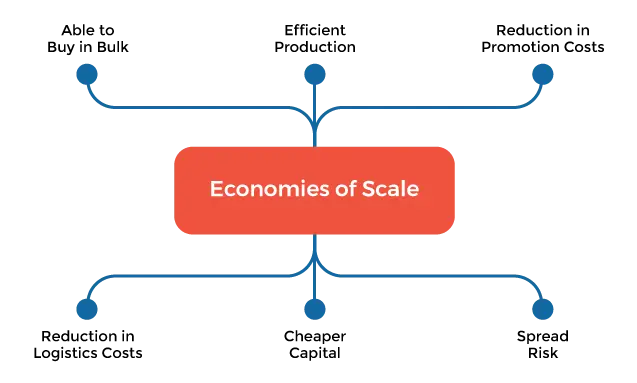 Able to
Buy in Bulk
Efficient
Production
Reduction in
Promotion Costs
Economies of Scale
Reduction in
Logistics Costs
Cheaper
Capital
Spread
Risk